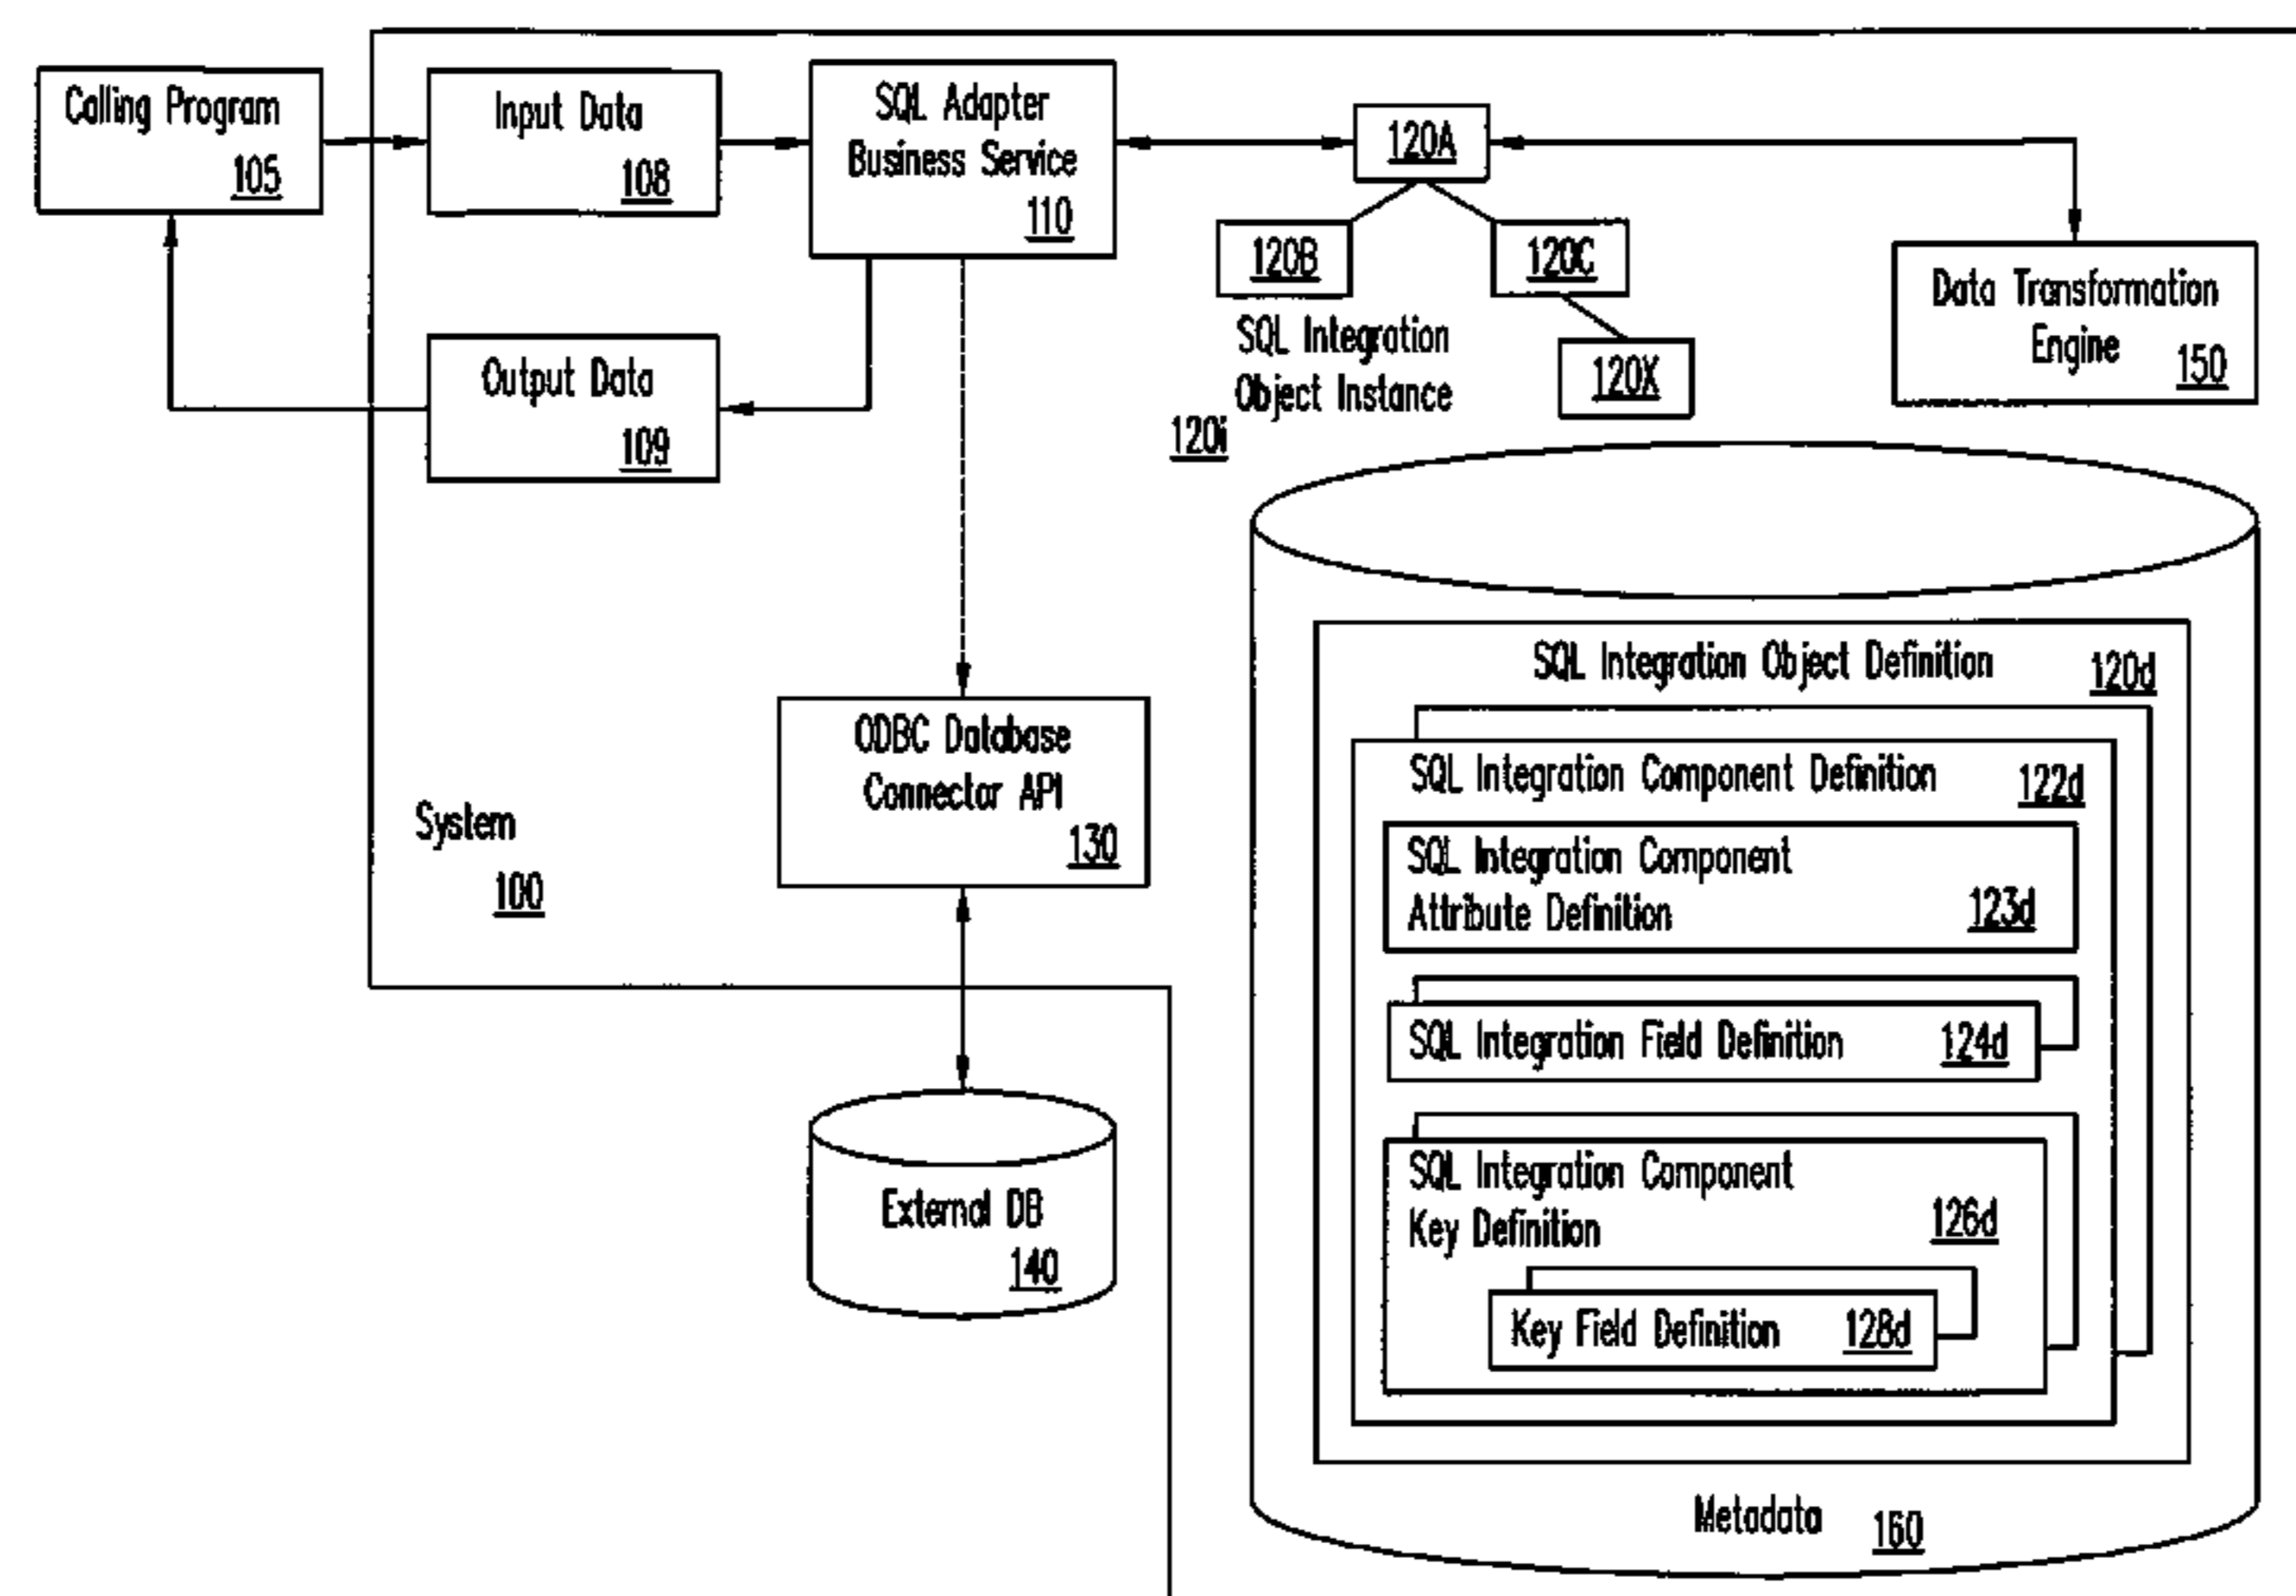 Calling Program
105
Input Data
108
SQL Adapter
Business Service
110
120A
120B
120C
120X
SQL Integration
Object Instance
120i
Data Transformation
Engine
150
Output Data
109
System
100
ODBC Database
Connector API
130
External DB
140
SQL Integration Object Definition
120d
SQL Integration Component Definition
122d
SQL Integration Component
Attribute Definition
123d
SQL Integration Field Definition
124d
SQL Integration Component
Key Definition
126d
Key Field Definition
128d
Metadata
160